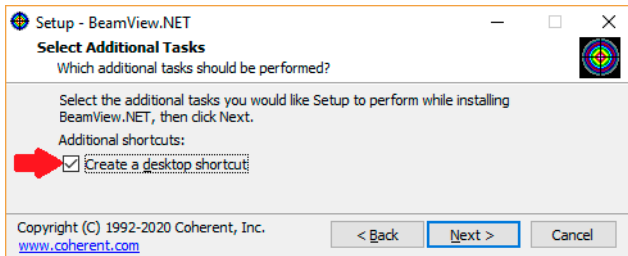 Setup - BeamView.NET
Select Additional Tasks
Which additional tasks should be performed?
Select the additional tasks you would like Setup to perform while installing
BeamView.NET, then click Next.
Additional shortcuts:
Create a desktop shortcut
Copyright (C) 1992-2020 Coherent, Inc.
www.coherent.com
< Back Next > Cancel